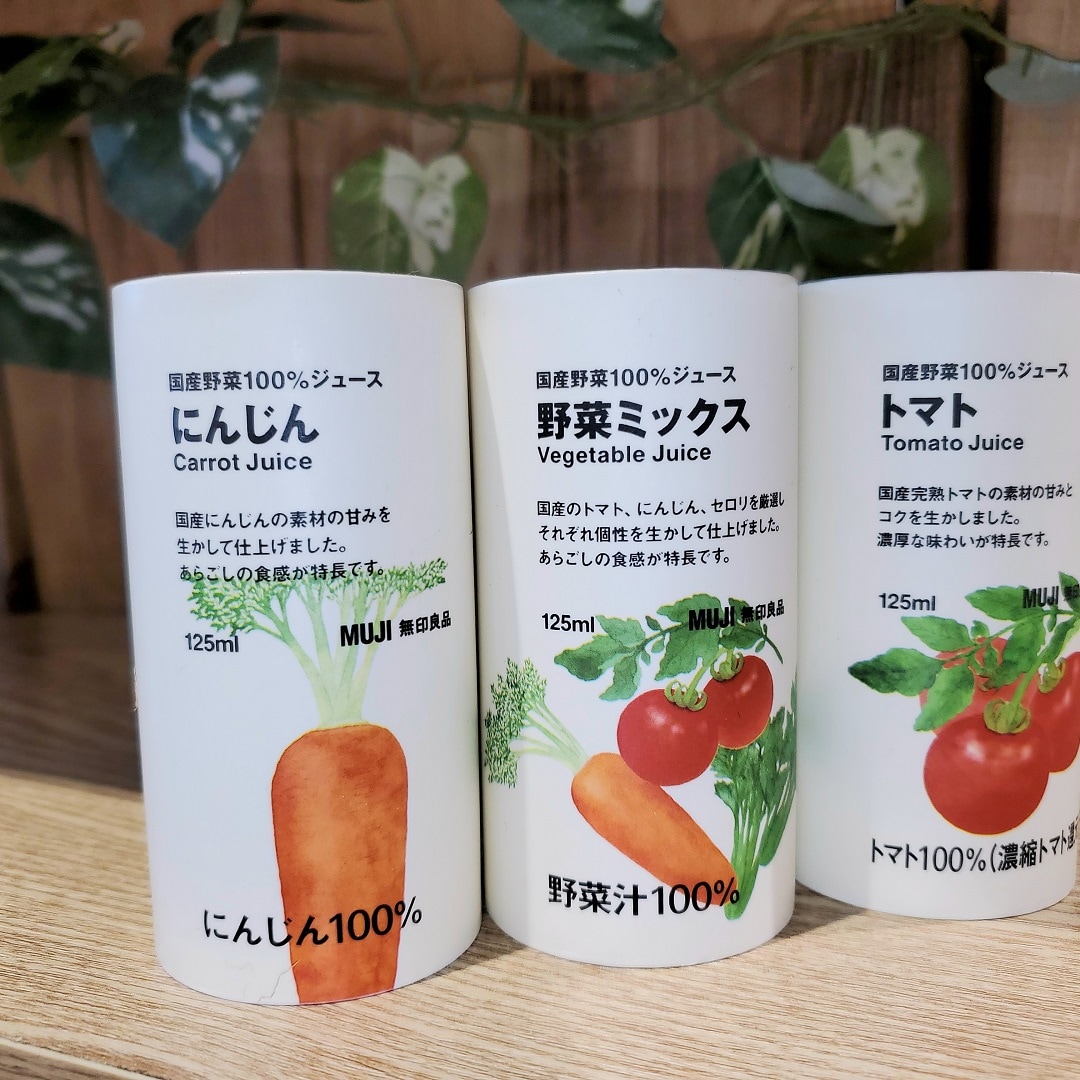 国産野菜100%ジュース
にんじん
Carrot Juice
国産にんじんの素材の甘みを
生かして仕上げました。
あらごしの食感が特長です。
125ml
MUJI 無印良品
にんじん100%
国産野菜100%ジュース
野菜ミックス
Vegetable Juice
国産のトマト、にんじん、セロリを厳選し
それぞれ個性を生かして仕上げました。
あらごしの食感が特長です。
125ml
MUJI 無印良品
野菜汁100%
国産野菜100%ジュース
トマト
Tomato Juice
国産完熟トマトの素材の甘みと
コクを生かしました。
濃厚な味わいが特長です。
125ml
MUJI 無印
トマト100%(濃縮トマト還